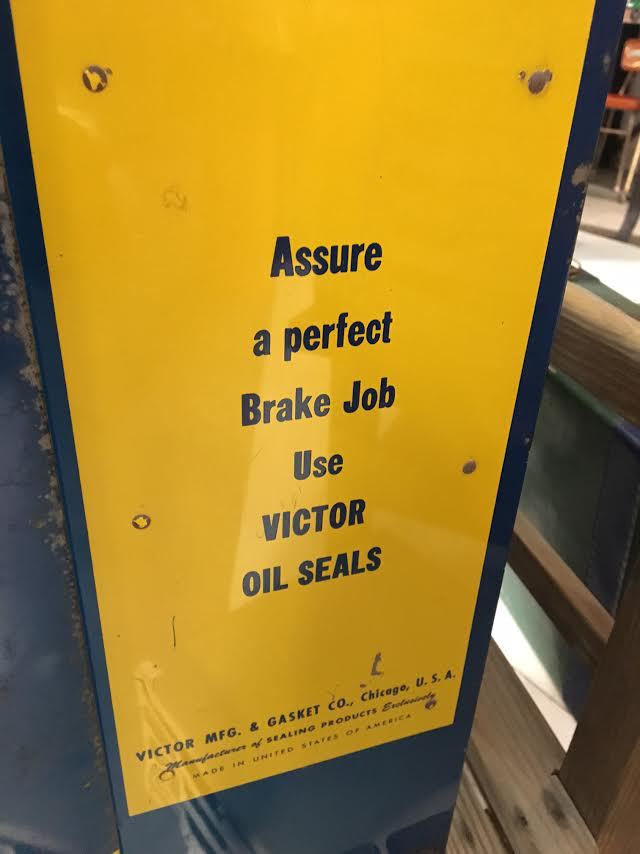 Assure
a perfect
Brake Job
Use
VICTOR
OIL SEALS
VICTOR MFG. & GASKET CO., Chicago, U. S. A.
Manufacturer of SEALING PRODUCTS Exclusively
MADE IN UNITED STATES OF AMERICA